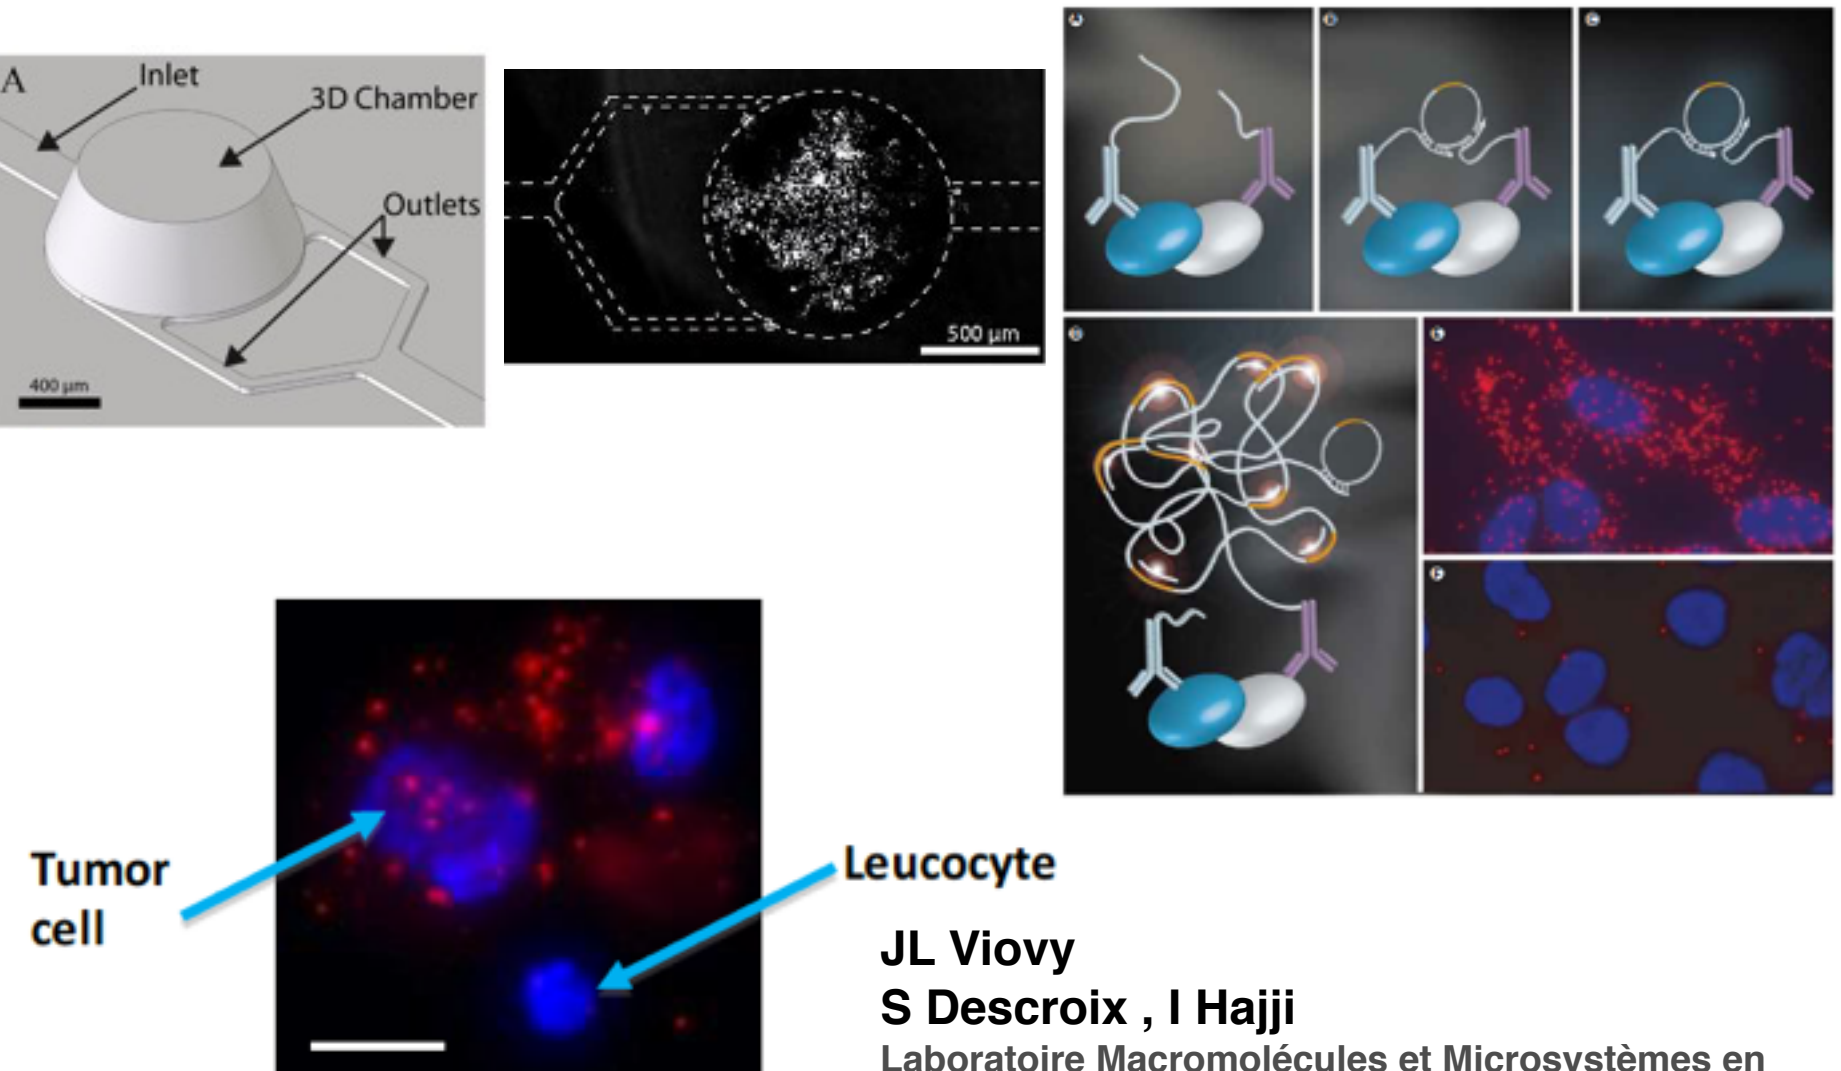 A
Inlet
3D Chamber
Outlets
400 µm
500 µm
Tumor
cell
Leucocyte
JL Viovy
S Descroix , I Hajji
Laboratoire Macromolécules et Microsystèmes en